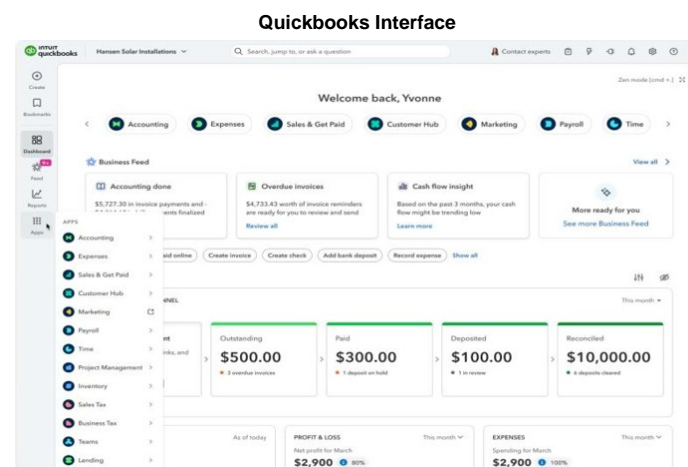 Quickbooks Interface
INTUIT
quickbooks
Hansen Solar Installations
Search, jump to, or ask a question
Contact experts
Create
Bookmarks
Dashboard
Feed
Reports
Apps
Zen mode [cmd + .]
Welcome back, Yvonne
Accounting
Expenses
Sales & Get Paid
Customer Hub
Marketing
Payroll
Time
Business Feed
View all
Accounting done
$5,727.30 in invoice payments and -
ents finalized
Overdue invoices
$4,733.43 worth of invoice reminders
are ready for you to review and send
Review all
Cash flow insight
Based on the past 3 months, your cash
flow might be trending low
Learn more
More ready for you
See more Business Feed
APPS
Accounting
Expenses
Sales & Get Paid
Customer Hub
Marketing
Payroll
Time
Project Management
Inventory
Sales Tax
Business Tax
Teams
Lending
aid online
Create invoice
Create check
Add bank deposit
Record expense
Show all
NNEL
This month
nt
inks, and
Outstanding
$500.00
3 overdue invoices
Paid
$300.00
1 deposit on hold
Deposited
$100.00
1 in review
Reconciled
$10,000.00
6 deposits cleared
As of today
PROFIT & LOSS
This month
Net profit for March
$2,900
80%
EXPENSES
This month
Spending for March
$2,900
100%